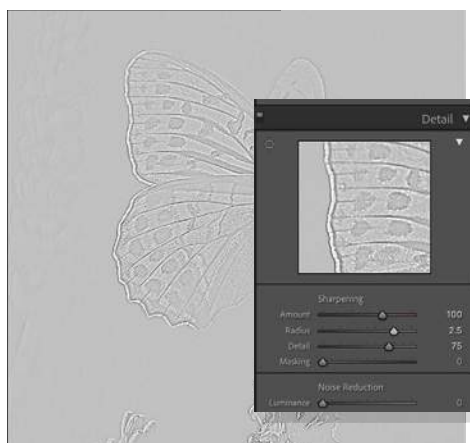 Detail
Sharpening
Amount 100
Radius 2.5
Detail 75
Masking 0
Noise Reduction
Luminance 0